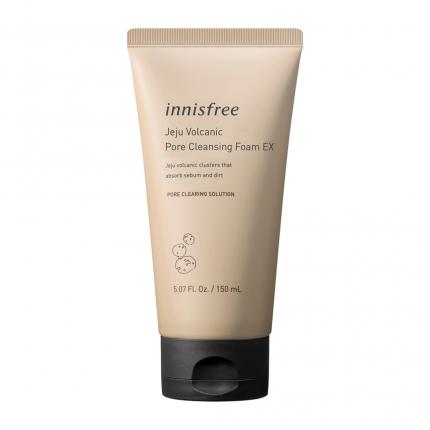 innisfree
Jeju Volcanic
Pore Cleansing Foam EX
Jeju volcanic clusters that
absorb sebum and dirt
PORE CLEARING SOLUTION
5.07 Fl. Oz. / 150 mL